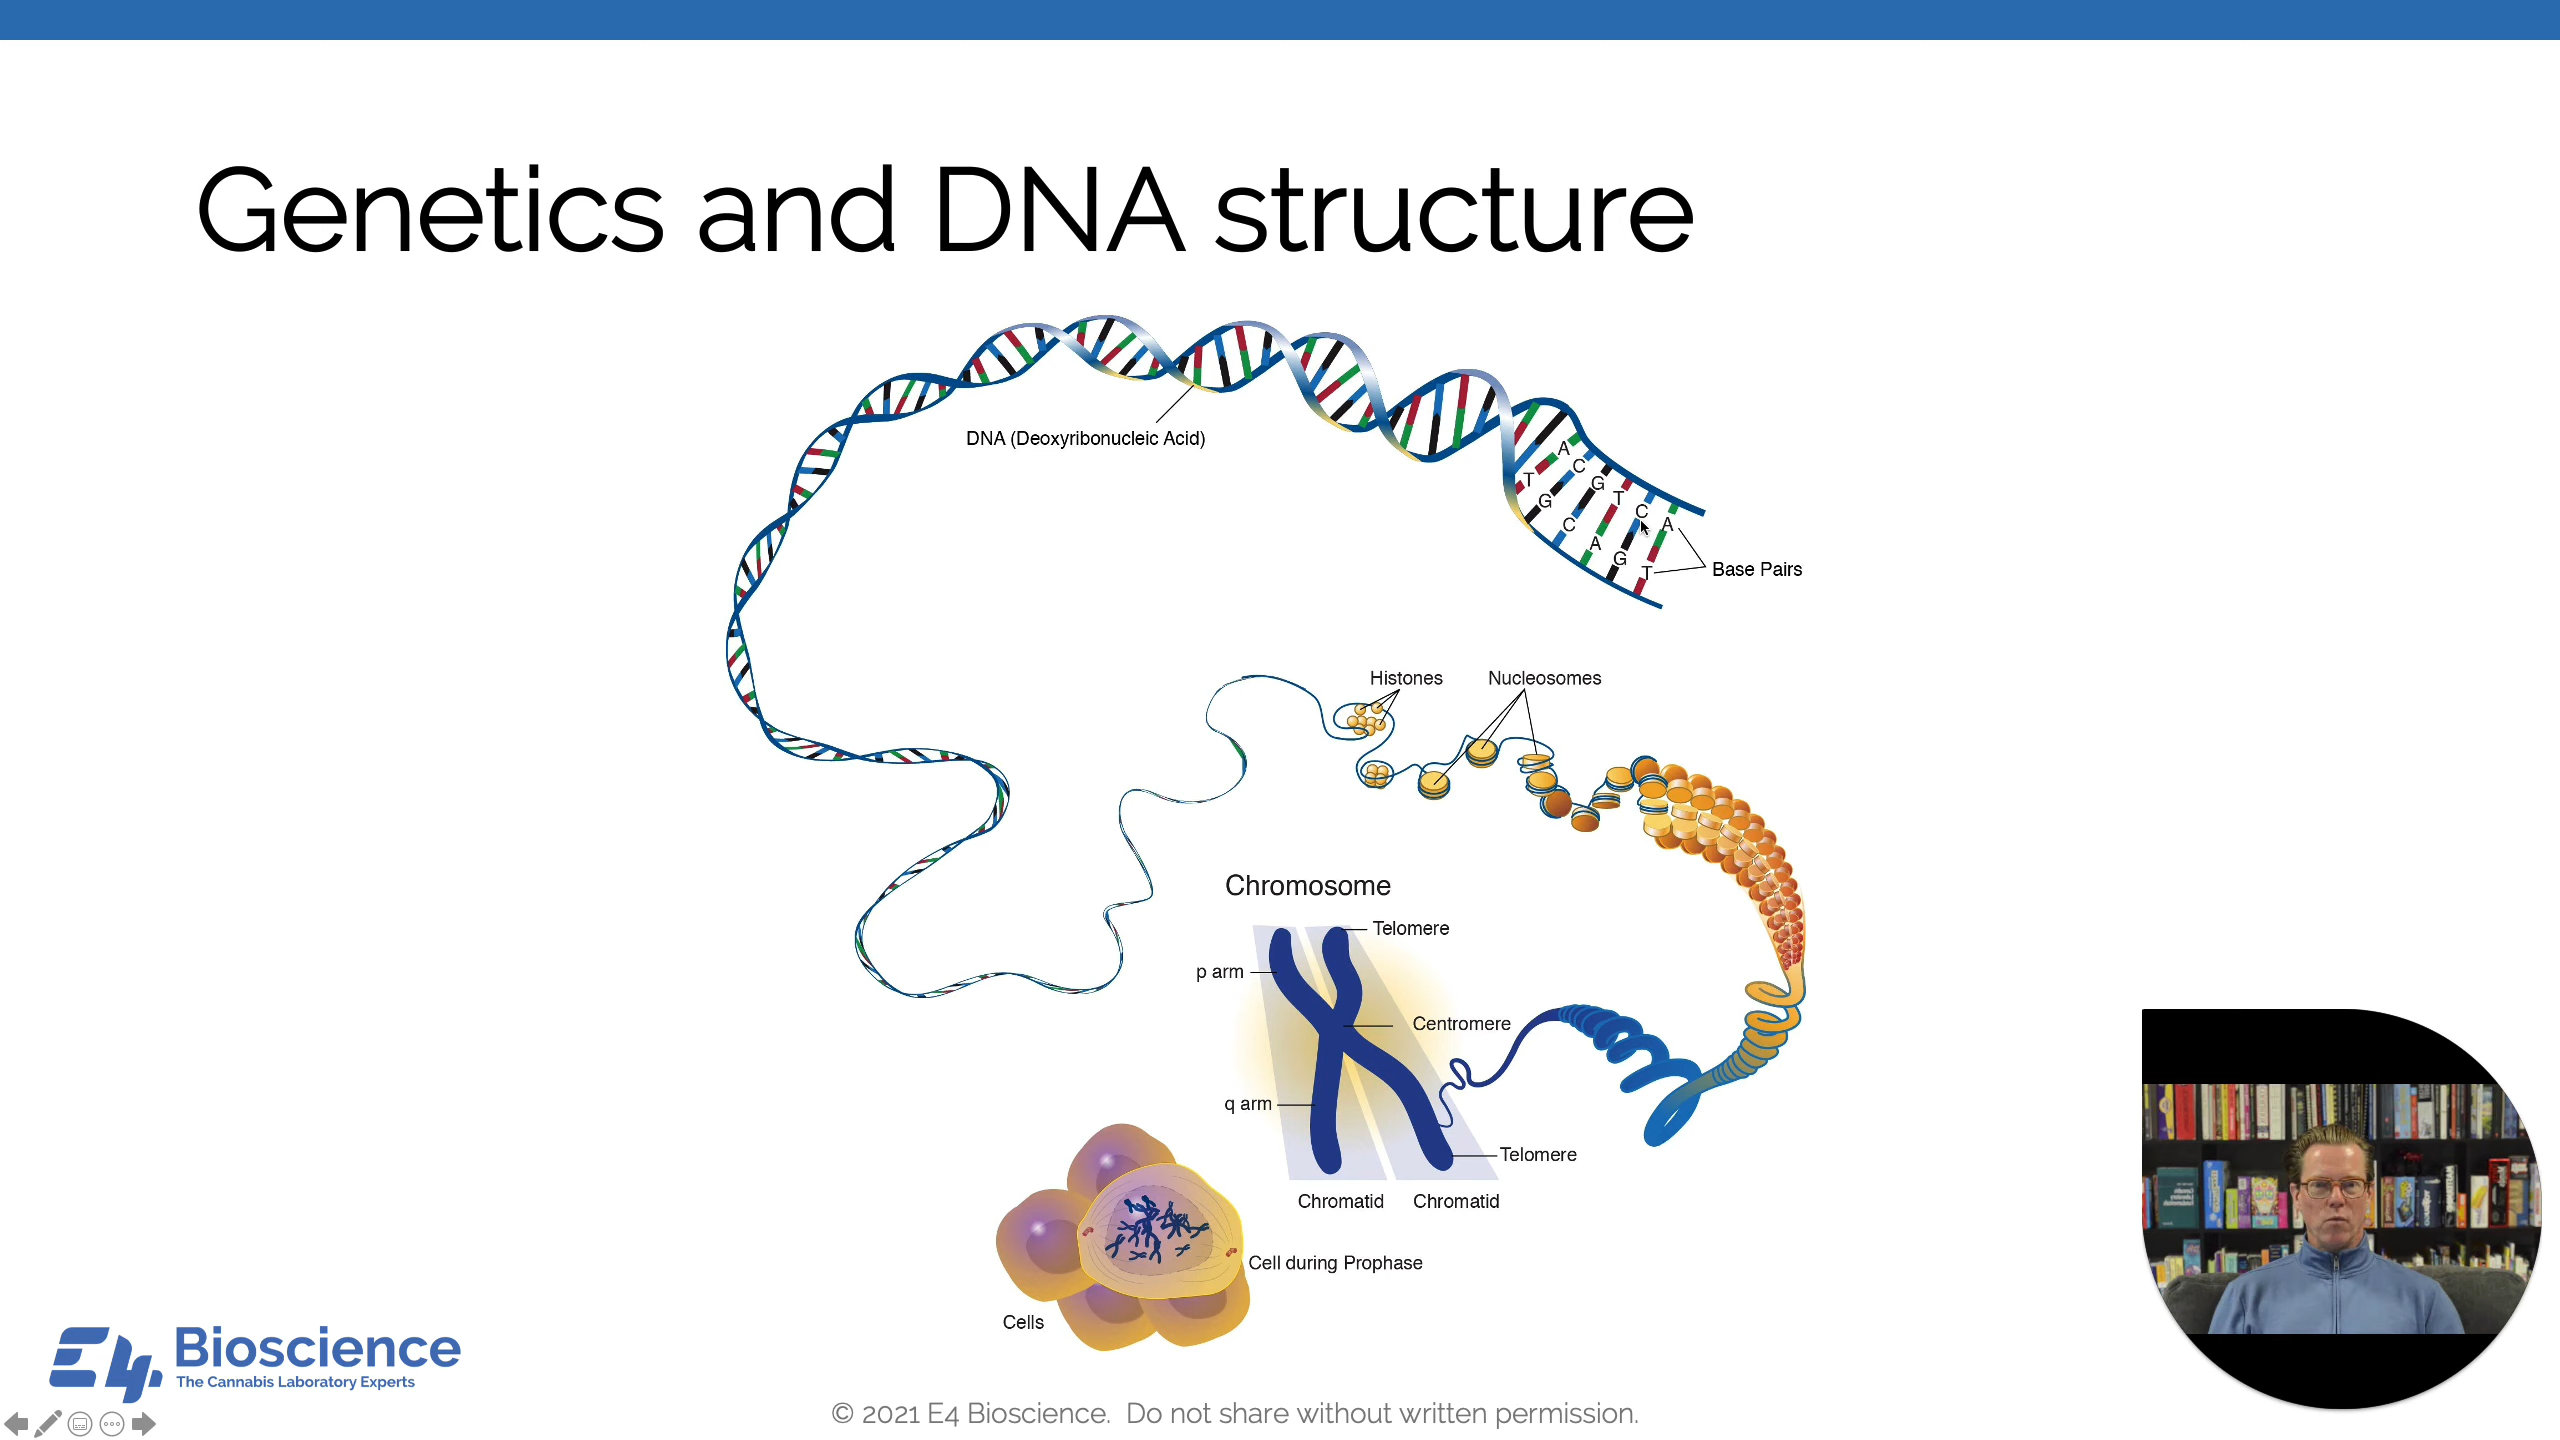 Genetics and DNA structure
DNA (Deoxyribonucleic Acid)
A
C
G
T
C
A
T
G
C
A
G
T
Base Pairs
Histones
Nucleosomes
Chromosome
Telomere
p arm
Centromere
q arm
Telomere
Chromatid
Chromatid
Cell during Prophase
Cells
E4 Bioscience
The Cannabis Laboratory Experts
© 2021 E4 Bioscience. Do not share without written permission.